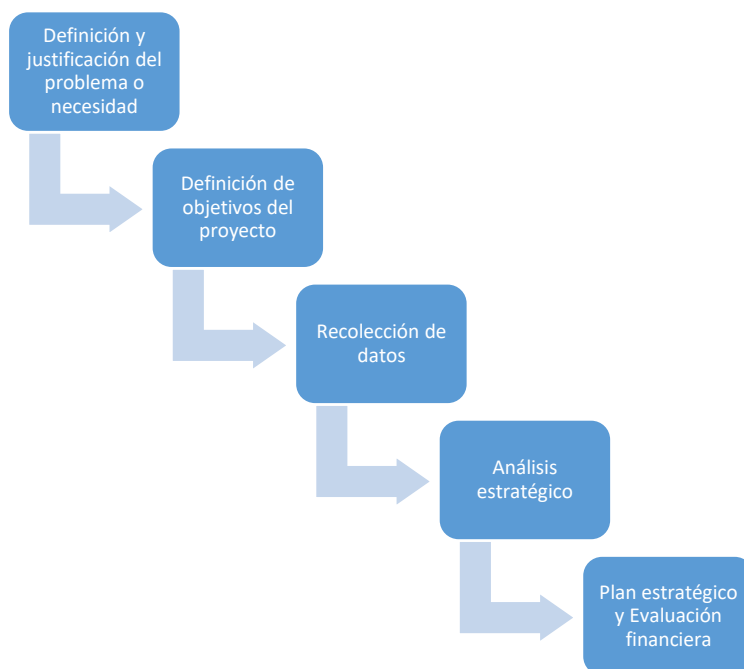 Definición y
justificación del
problema o
necesidad
Definición de
objetivos del
proyecto
Recolección de
datos
Análisis
estratégico
Plan estratégico
y Evaluación
financiera